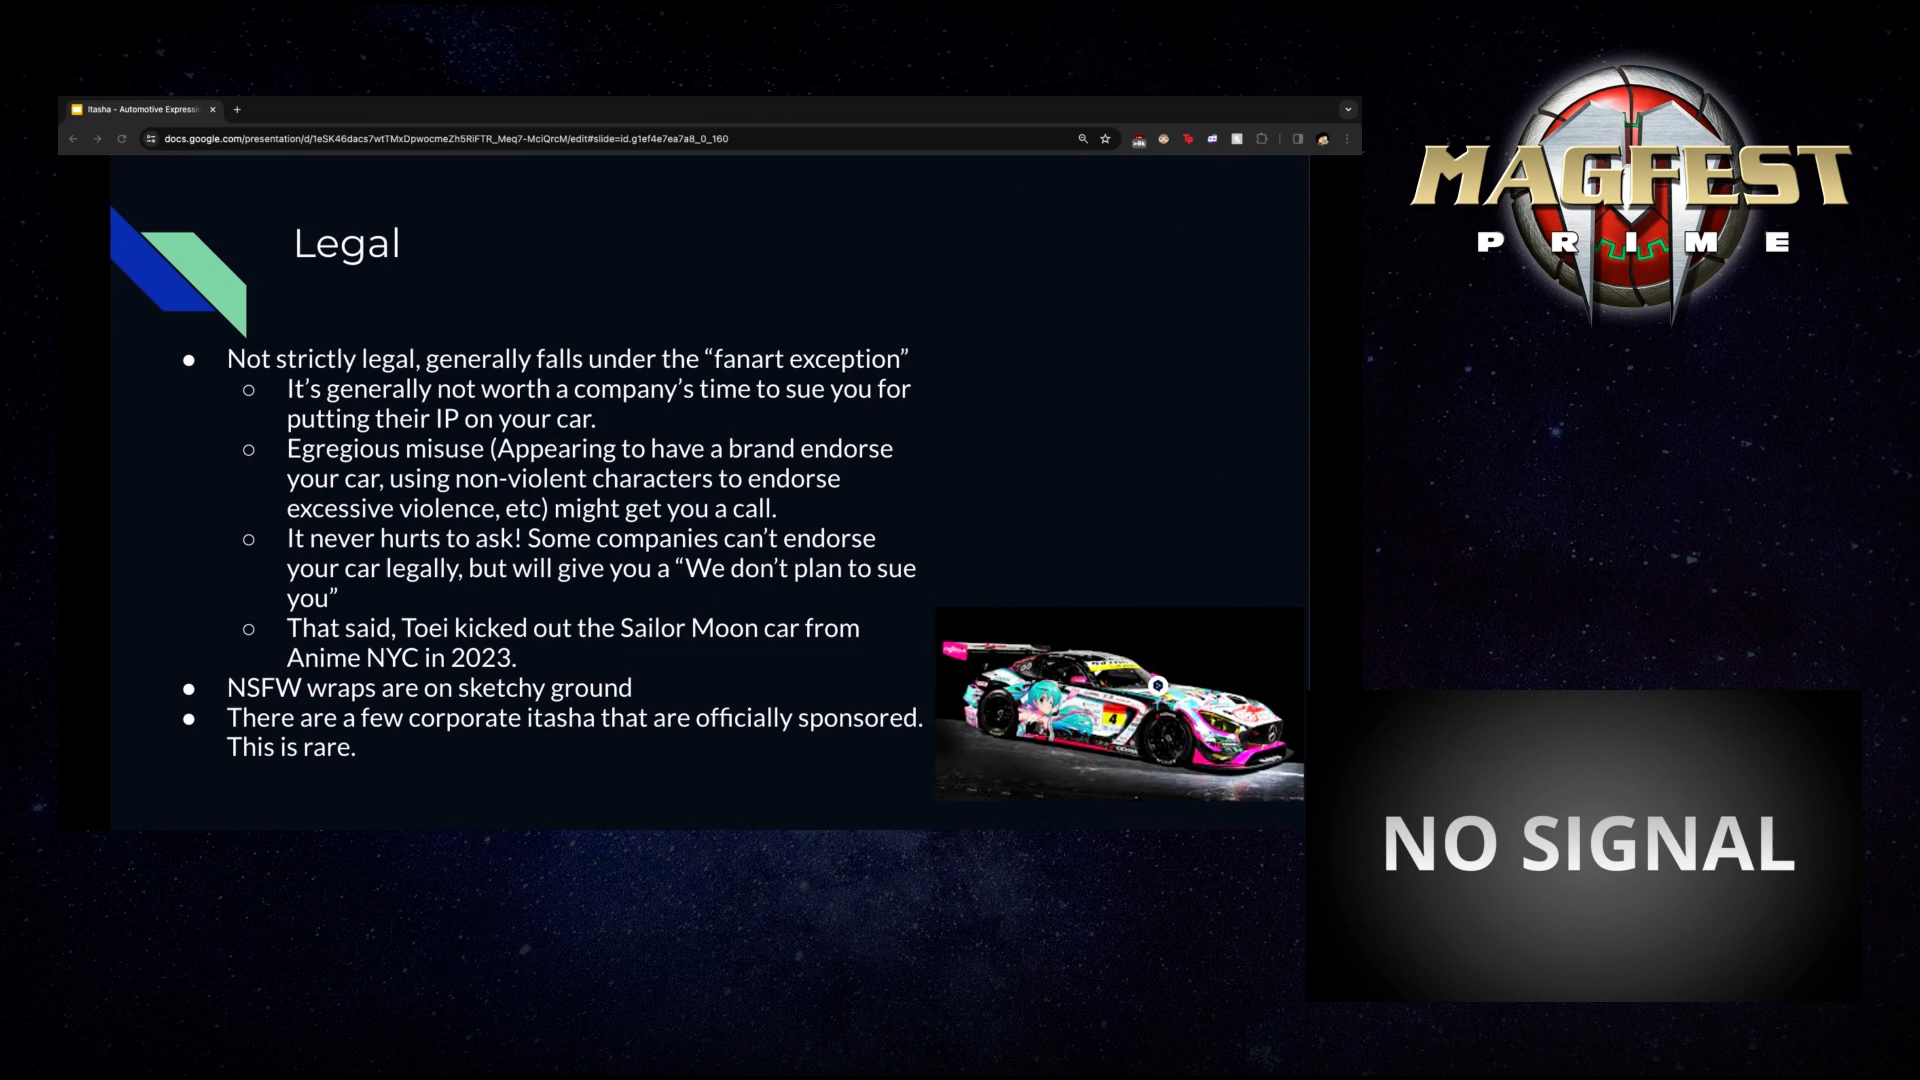 Itasha - Automotive Expressi
docs.google.com/presentation/d/1eSK46dacs7wtTMxDpwocmeZh5RiFTR_Meq7-MciQrcM/edit#slide=id.g1ef4e7ea7a8_0_160
MAGFEST
PRIME
Legal
● Not strictly legal, generally falls under the “fanart exception”
○ It’s generally not worth a company’s time to sue you for
putting their IP on your car.
○ Egregious misuse (Appearing to have a brand endorse
your car, using non-violent characters to endorse
excessive violence, etc) might get you a call.
○ It never hurts to ask! Some companies can’t endorse
your car legally, but will give you a “We don’t plan to sue
you”
○ That said, Toei kicked out the Sailor Moon car from
Anime NYC in 2023.
● NSFW wraps are on sketchy ground
● There are a few corporate itasha that are officially sponsored.
This is rare.
4
NO SIGNAL